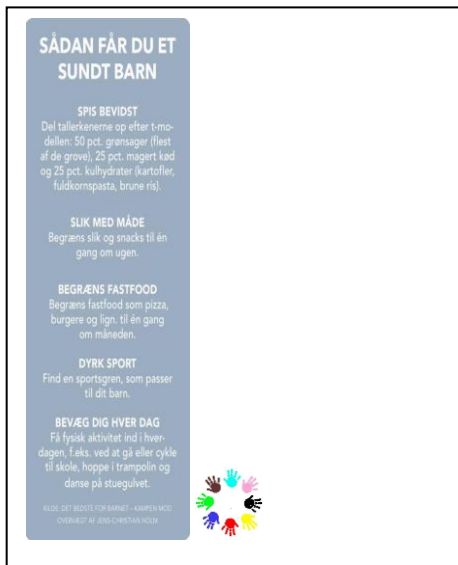 SÅDAN FÅR DU ET
SUNDT BARN
SPIS BEVIDST
Del tallerkenerne op efter t-mo-
dellen: 50 pct. grønsager (flest
af de grove), 25 pct. magert kød
og 25 pct. kulhydrater (kartofler,
fuldkornspasta, brune ris).
SLIK MED MÅDE
Begræns slik og snacks til én
gang om ugen.
BEGRÆNS FASTFOOD
Begræns fastfood som pizza,
burgere og lign. til én gang
om måneden.
DYRK SPORT
Find en sportsgren, som passer
til dit barn.
BEVÆG DIG HVER DAG
Få fysisk aktivitet ind i hver-
dagen, f.eks. ved at gå eller cykle
til skole, hoppe i trampolin og
danse på stuegulvet.
KILDE: DET BEDSTE FOR BARNET – KAMPEN MOD
OVERVÆGT AF JENS-CHRISTIAN HOLM